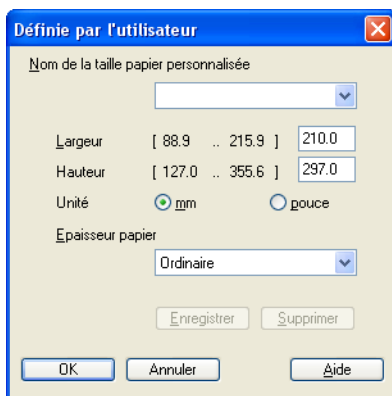 Définie par l'utilisateur
Nom de la taille papier personnalisée
Largeur [ 88.9 .. 215.9 ] 210.0
Hauteur [ 127.0 .. 355.6 ] 297.0
Unité mm pouce
Epaisseur papier
Ordinaire
Enregistrer Supprimer
OK Annuler Aide